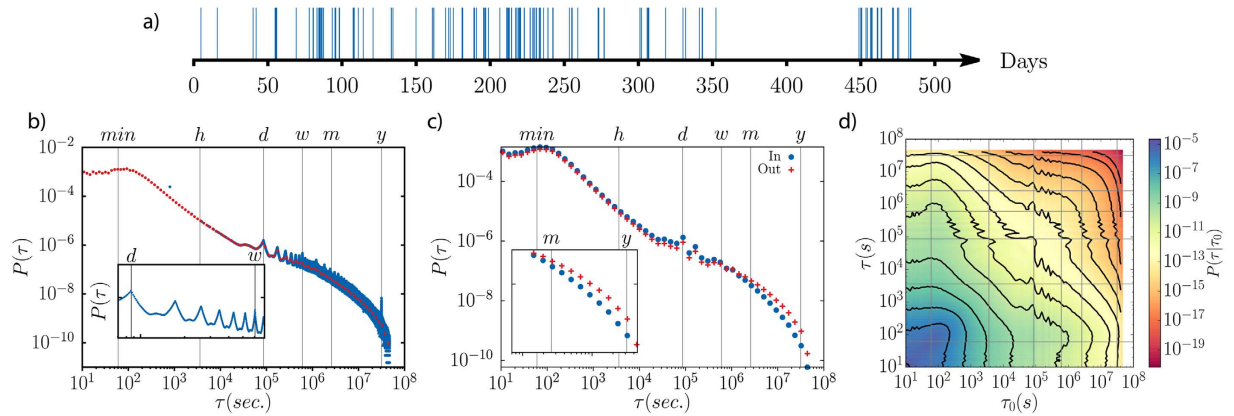 a)
0 50 100 150 200 250 300 350 400 450 500
Days
b)
min h d w m y
10^-2
10^-4
10^-6
10^-8
10^-10
P(τ)
d w
P(τ)
10^1 10^2 10^3 10^4 10^5 10^6 10^7 10^8
τ(sec.)
c)
min h d w m y
In
Out
10^-4
10^-6
10^-8
10^-10
P(τ)
m y
10^1 10^2 10^3 10^4 10^5 10^6 10^7 10^8
τ(sec.)
d)
10^8
10^7
10^6
10^5
10^4
10^3
10^2
10^1
τ(s)
10^1 10^2 10^3 10^4 10^5 10^6 10^7 10^8
τ₀(s)
10^-5
10^-7
10^-9
10^-11
10^-13
10^-15
10^-17
10^-19
P(τ|τ₀)